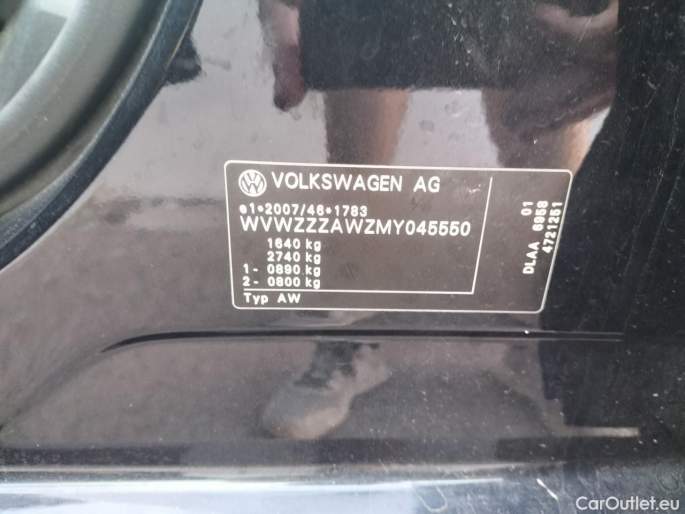 VOLKSWAGEN AG
e1*2007/46*1783
WVWZZZAWZMY045550
1640 kg
2740 kg
1- 0890 kg
2- 0800 kg
Typ AW
01
DLAA 6958
4721251
CarOutlet.eu